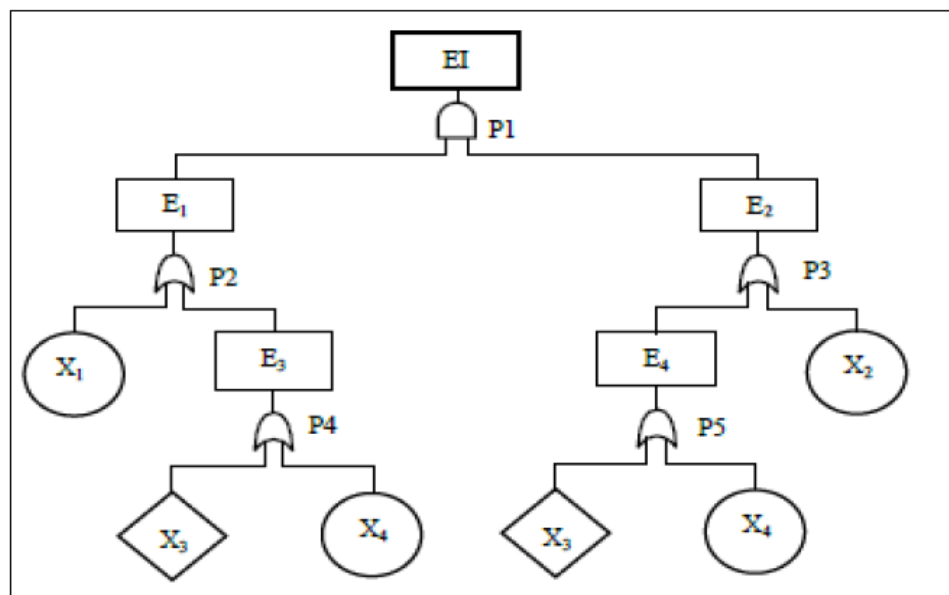 EI
P1
E₁
E₂
P2
P3
X₁
E₃
E₄
X₂
P4
P5
X₃
X₄
X₃
X₄